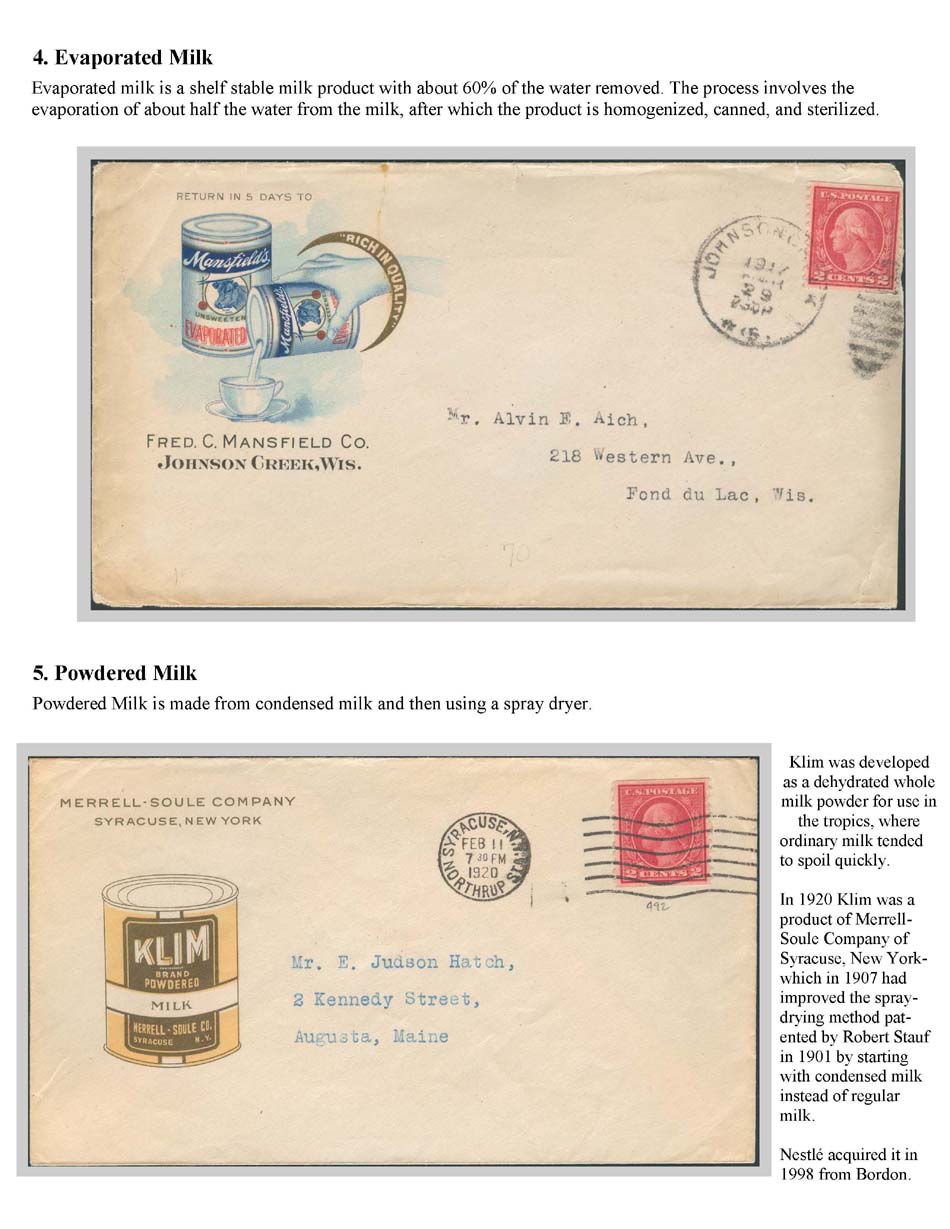 4. Evaporated Milk
Evaporated milk is a shelf stable milk product with about 60% of the water removed. The process involves the
evaporation of about half the water from the milk, after which the product is homogenized, canned, and sterilized.
RETURN IN 5 DAYS TO
Mansfield's
UNSWEETEN
EVAPORATED
Mansfield's
"RICH IN QUALITY"
FRED. C. MANSFIELD CO.
JOHNSON CREEK, WIS.
JOHNSON C
1917
29
U.S. POSTAGE
2 CENTS 2
Mr. Alvin E. Aich,
218 Western Ave.,
Fond du Lac, Wis.
70
5. Powdered Milk
Powdered Milk is made from condensed milk and then using a spray dryer.
MERRELL-SOULE COMPANY
SYRACUSE, NEW YORK
KLIM
BRAND
POWDERED
MILK
MERRELL-SOULE CO.
SYRACUSE N.Y.
SYRACUSE, N.Y.
FEB 11
7 30 PM
1920
NORTHRUP STA.
U.S. POSTAGE
2 CENTS 2
492
Mr. E. Judson Hatch,
2 Kennedy Street,
Augusta, Maine
Klim was developed
as a dehydrated whole
milk powder for use in
the tropics, where
ordinary milk tended
to spoil quickly.
In 1920 Klim was a
product of Merrell-
Soule Company of
Syracuse, New York-
which in 1907 had
improved the spray-
drying method pat-
ented by Robert Stauf
in 1901 by starting
with condensed milk
instead of regular
milk.
Nestlé acquired it in
1998 from Bordon.